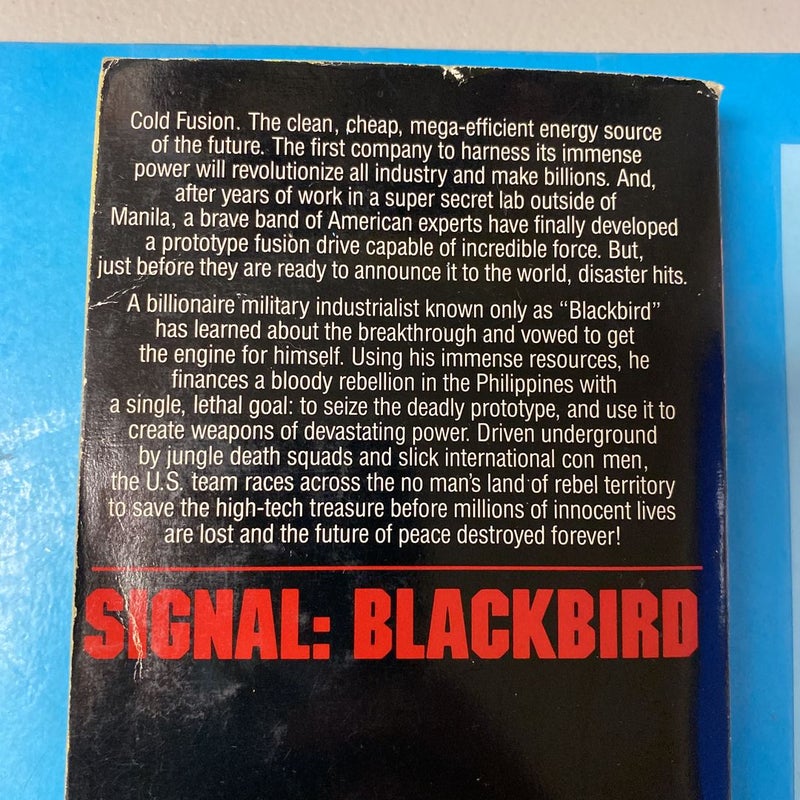 Cold Fusion. The clean, cheap, mega-efficient energy source
of the future. The first company to harness its immense
power will revolutionize all industry and make billions. And,
after years of work in a super secret lab outside of
Manila, a brave band of American experts have finally developed
a prototype fusion drive capable of incredible force. But,
just before they are ready to announce it to the world, disaster hits.
A billionaire military industrialist known only as “Blackbird”
has learned about the breakthrough and vowed to get
the engine for himself. Using his immense resources, he
finances a bloody rebellion in the Philippines with
a single, lethal goal: to seize the deadly prototype, and use it to
create weapons of devastating power. Driven underground
by jungle death squads and slick international con men,
the U.S. team races across the no man’s land of rebel territory
to save the high-tech treasure before millions of innocent lives
are lost and the future of peace destroyed forever!
SIGNAL: BLACKBIRD